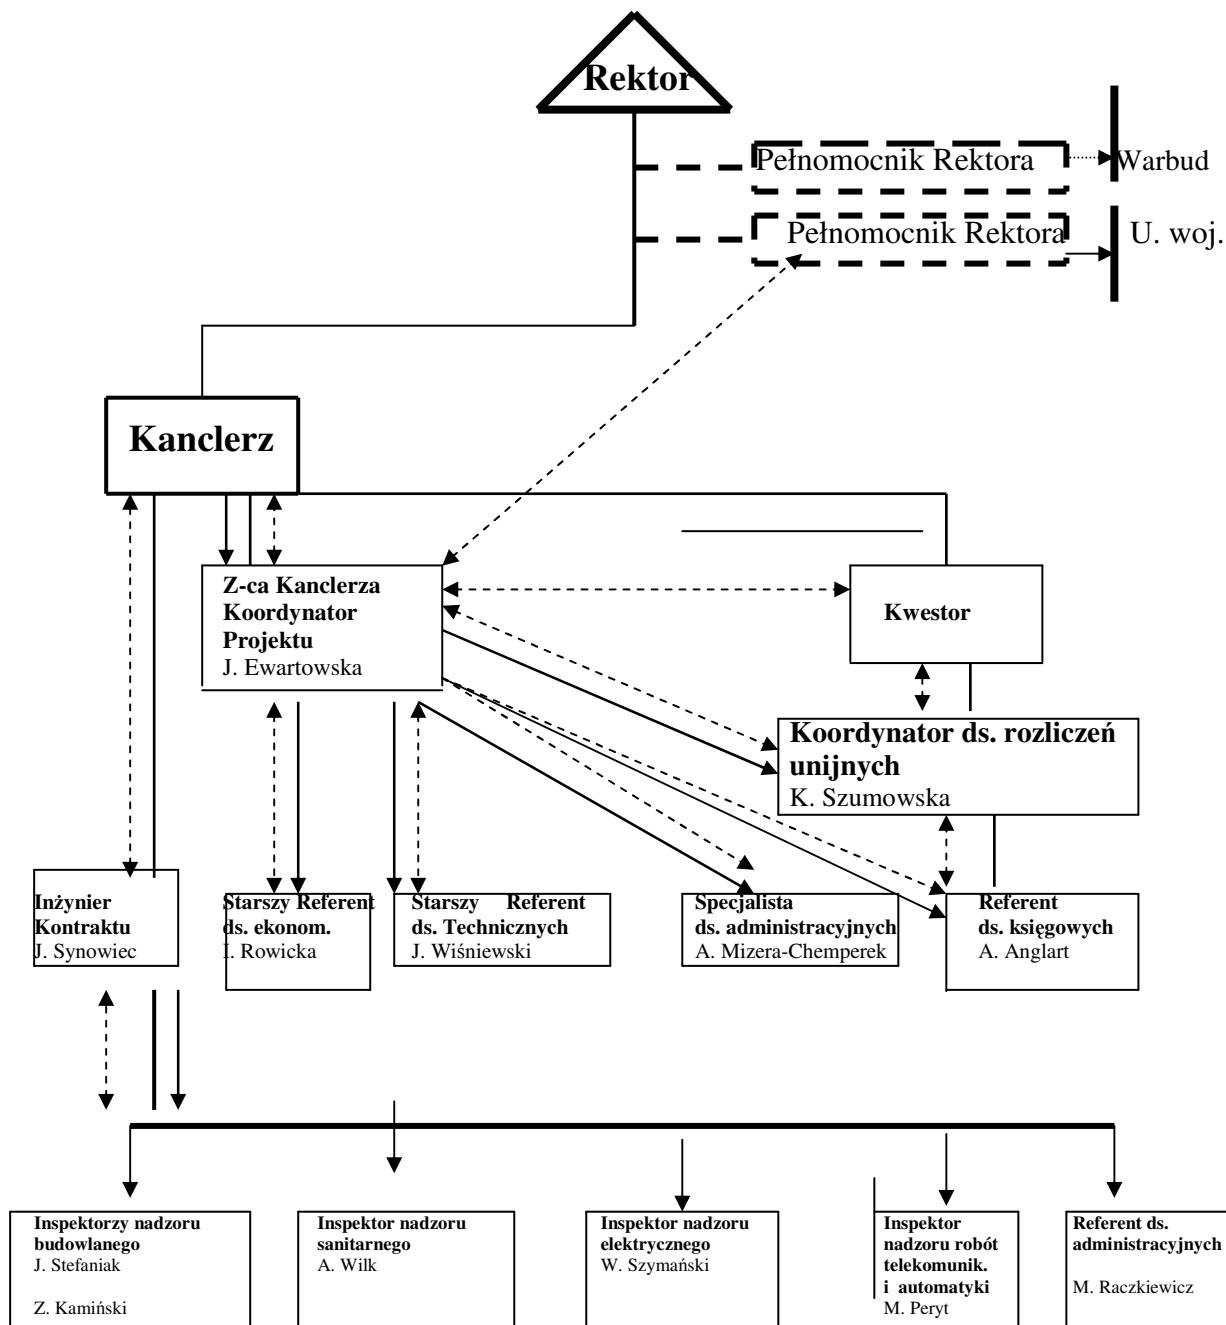 Rektor
Pełnomocnik Rektora
Warbud
Pełnomocnik Rektora
U. woj.
Kanclerz
Z-ca Kanclerza
Koordynator
Projektu
J. Ewartowska
Kwestor
Koordynator ds. rozliczeń
unijnych
K. Szumowska
Inżynier
Kontraktu
J. Synowiec
Starszy Referent
ds. ekonom.
I. Rowicka
Starszy Referent
ds. Technicznych
J. Wiśniewski
Specjalista
ds. administracyjnych
A. Mizera-Chemperek
Referent
ds. księgowych
A. Anglart
Inspektorzy nadzoru
budowlanego
J. Stefaniak
Z. Kamiński
Inspektor nadzoru
sanitarnego
A. Wilk
Inspektor nadzoru
elektrycznego
W. Szymański
Inspektor
nadzoru robót
telekomunik.
i automatyki
M. Peryt
Referent ds.
administracyjnych
M. Raczkiewicz